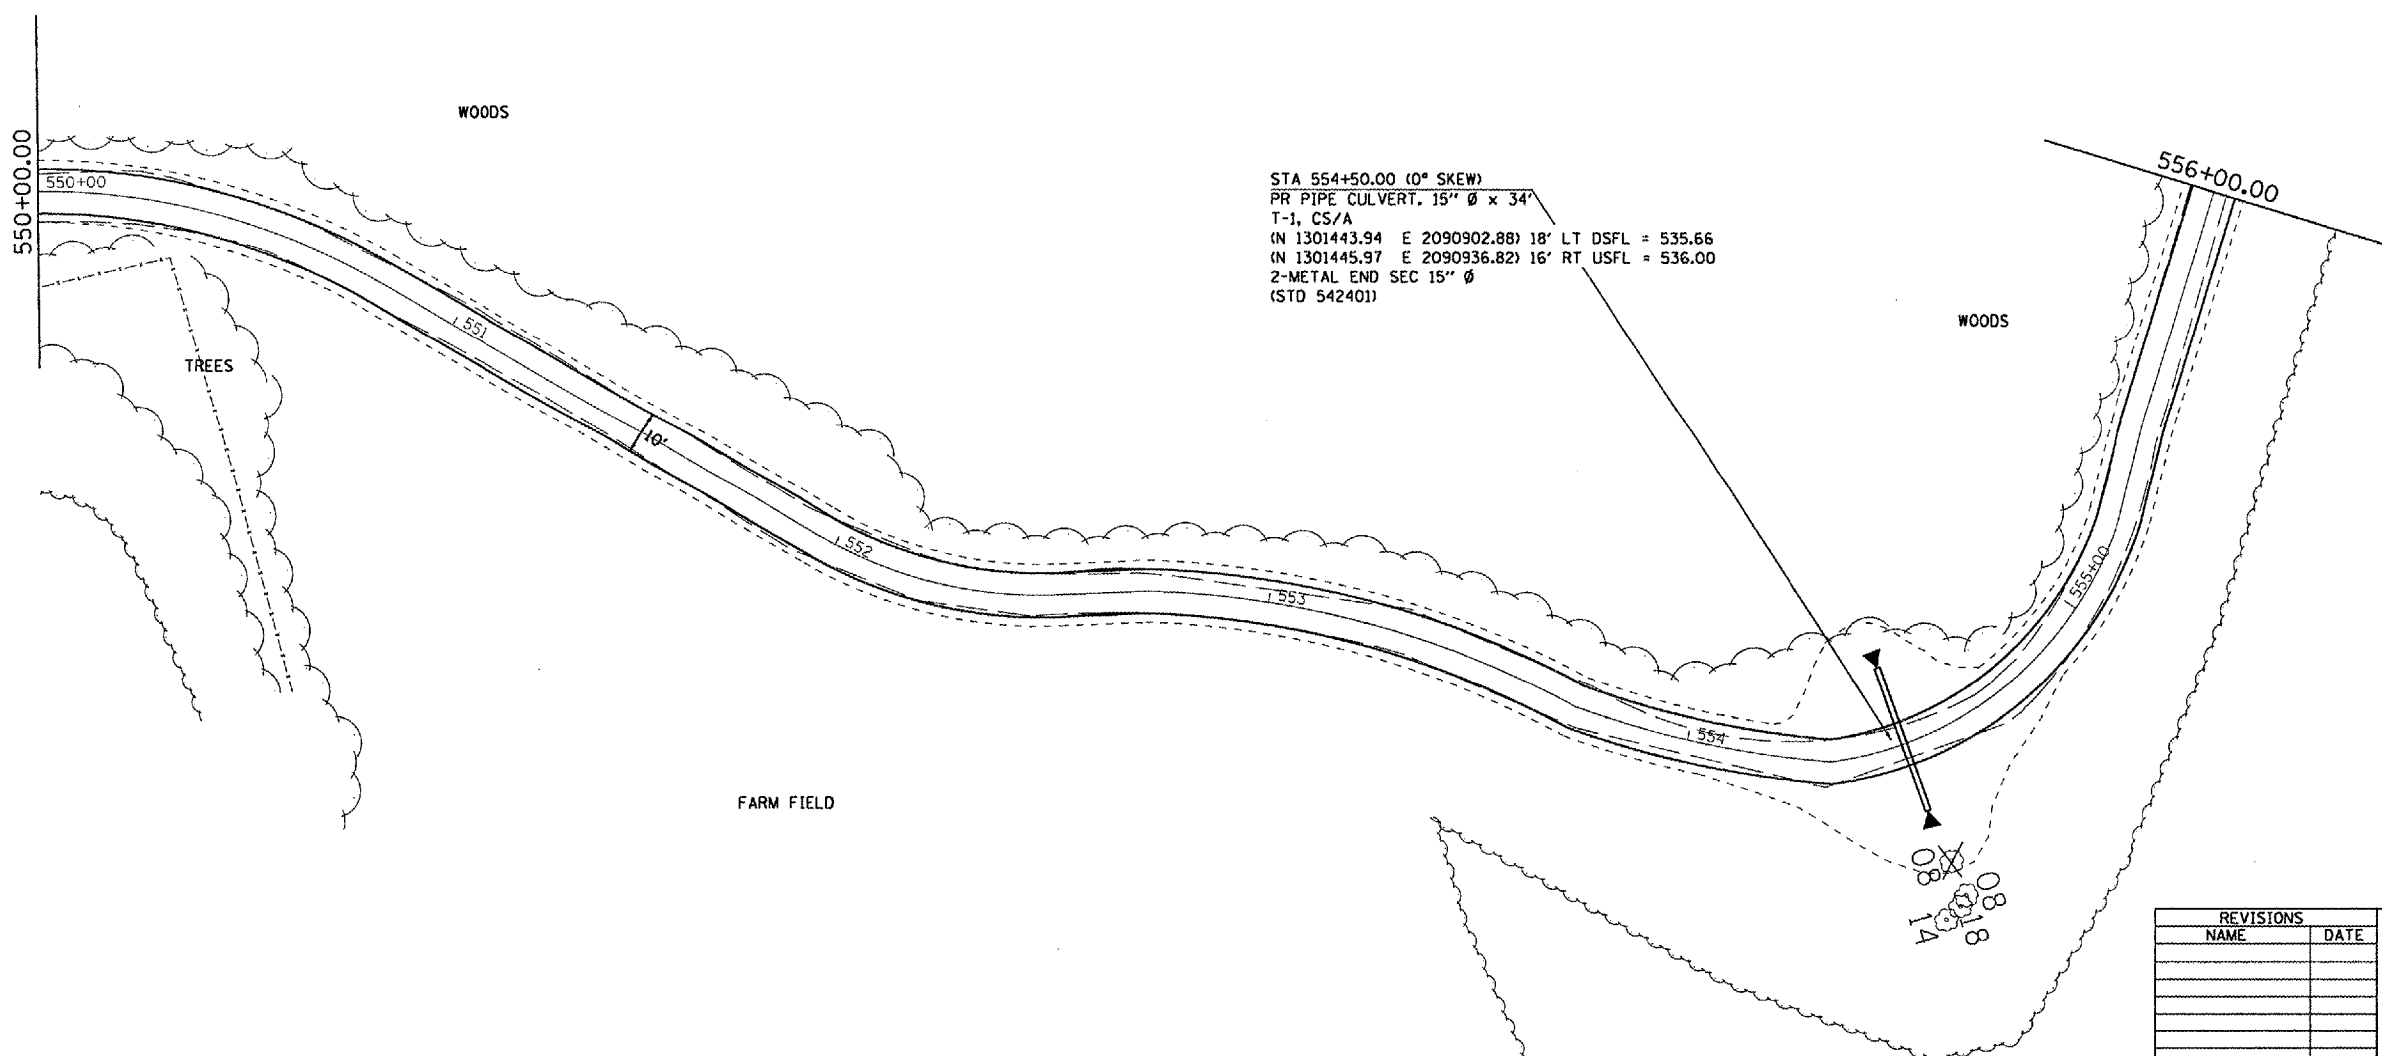 WOODS
550+00.00
550+00
556+00.00
STA 554+50.00 (0° SKEW)
PR PIPE CULVERT. 15" Ø x 34'
T-1, CS/A
(N 1301443.94 E 2090902.88) 18' LT DSFL = 535.66
(N 1301445.97 E 2090936.82) 16' RT USFL = 536.00
2-METAL END SEC 15" Ø
(STD 542401)
551
WOODS
TREES
10'
552
553
555+00
554
FARM FIELD
08
08
18
14
REVISIONS
NAME DATE